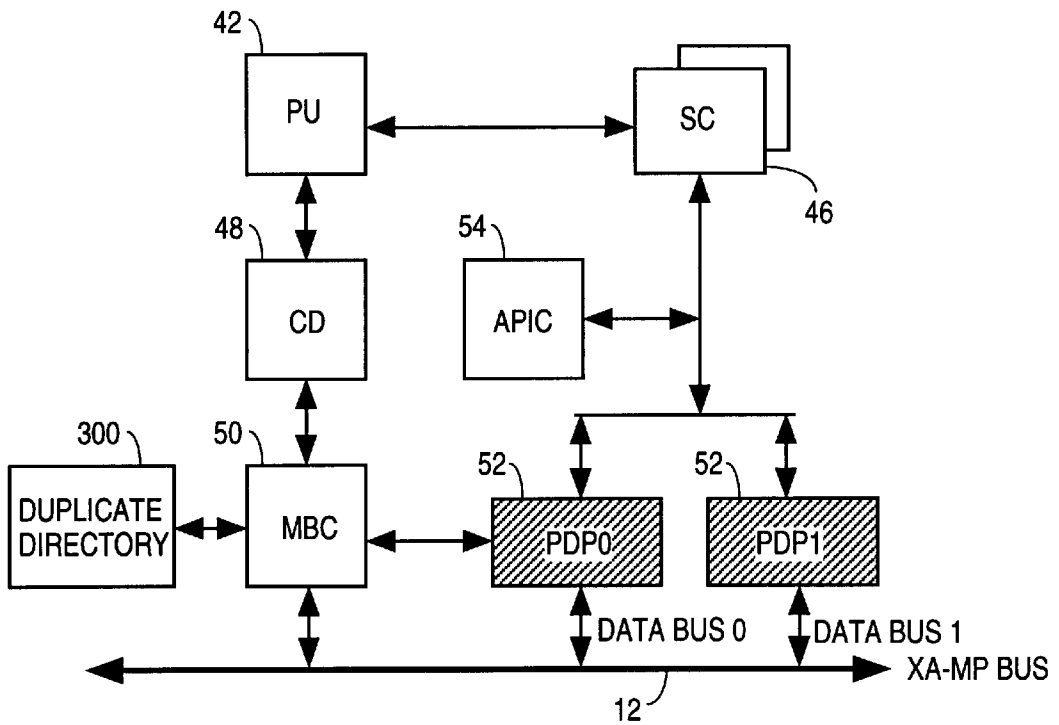 42
PU
SC
46
48
CD
54
APIC
300
DUPLICATE
DIRECTORY
50
MBC
52
PDP0
52
PDP1
DATA BUS 0
DATA BUS 1
XA-MP BUS
12